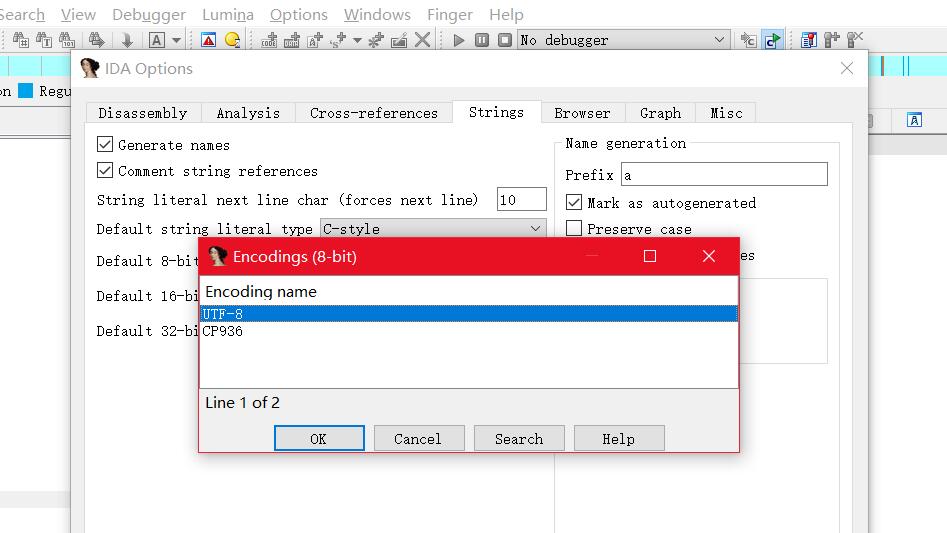 Search View Debugger Lumina Options Windows Finger Help
No debugger
IDA Options
on Regu
Disassembly Analysis Cross-references Strings Browser Graph Misc
Generate names
Comment string references
String literal next line char (forces next line) 10
Default string literal type C-style
Default 8-bit
Default 16-bi
Default 32-bi
Name generation
Prefix a
Mark as autogenerated
Preserve case
es
Encodings (8-bit)
Encoding name
UTF-8
CP936
Line 1 of 2
OK Cancel Search Help